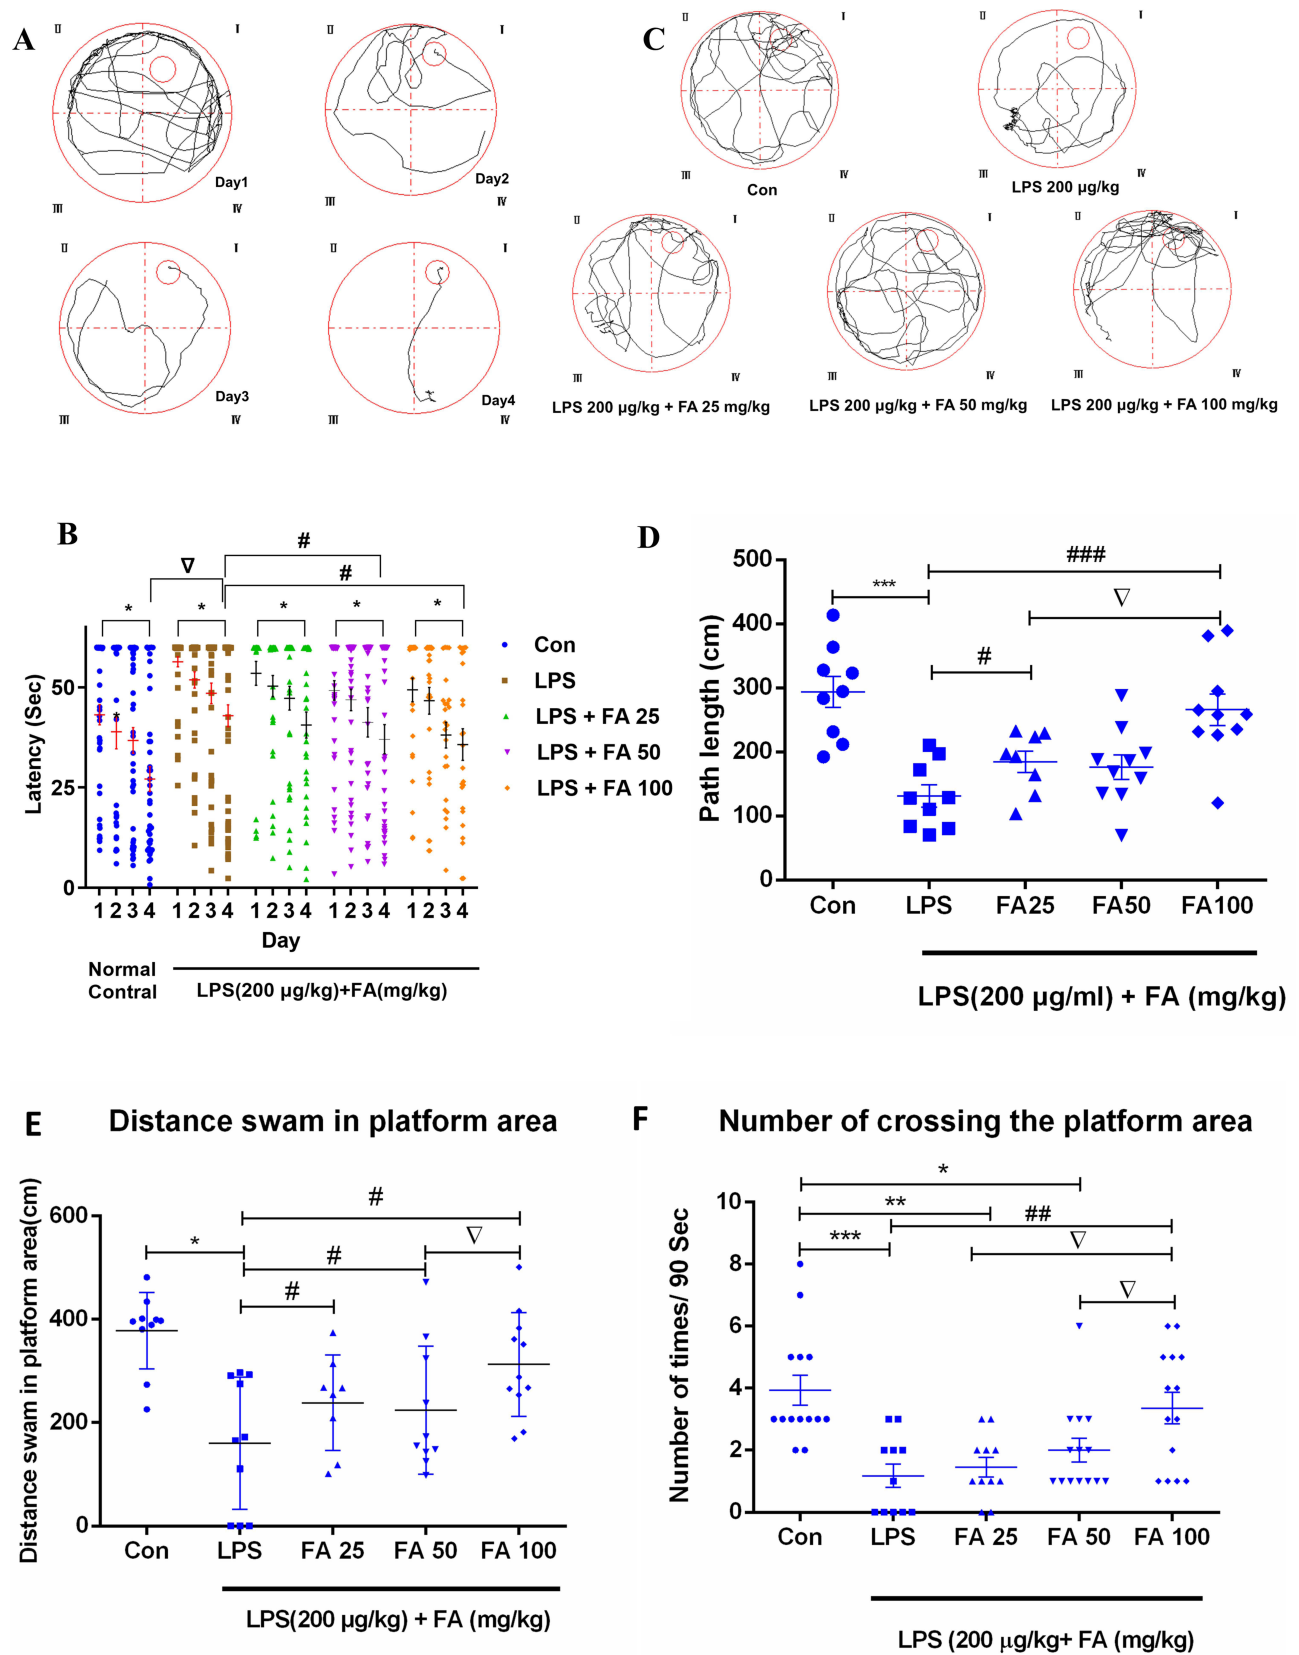 A
II I
Day1
III IV
II I
Day2
III IV
II I
Day3
III IV
II I
Day4
III IV
C
II I
III IV
Con
II I
III IV
LPS 200 µg/kg
II I
III IV
LPS 200 µg/kg + FA 25 mg/kg
II I
III IV
LPS 200 µg/kg + FA 50 mg/kg
II I
III IV
LPS 200 µg/kg + FA 100 mg/kg
B
#
∇ #
* * * * *
Latency (Sec)
50
25
0
1 2 3 4 1 2 3 4 1 2 3 4 1 2 3 4 1 2 3 4
Day
Normal
Contral
LPS(200 µg/kg)+FA(mg/kg)
Con
LPS
LPS + FA 25
LPS + FA 50
LPS + FA 100
D
Path length (cm)
500
400
300
200
100
0
###
***
∇
#
Con LPS FA25 FA50 FA100
LPS(200 µg/ml) + FA (mg/kg)
E Distance swam in platform area
Distance swam in platform area(cm)
600
400
200
0
#
* ∇
#
#
Con LPS FA 25 FA 50 FA 100
LPS(200 µg/kg) + FA (mg/kg)
F Number of crossing the platform area
Number of times/ 90 Sec
10
8
6
4
2
0
*
**
##
***
∇
∇
Con LPS FA 25 FA 50 FA 100
LPS (200 µg/kg+ FA (mg/kg)